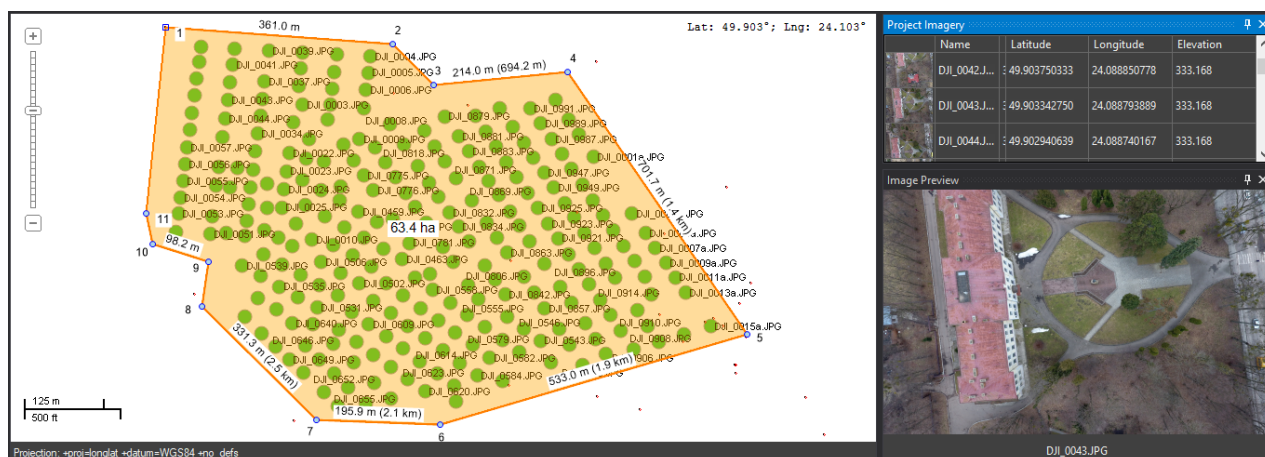 361.0 m
1
2
3
4
Lat: 49.903°; Lng: 24.103°
214.0 m (694.2 m)
DJI_0039.JPG
DJI_0004.JPG
DJI_0041.JPG
DJI_0005.JPG
DJI_0037.JPG
DJI_0006.JPG
DJI_0043.JPG
DJI_0003.JPG
DJI_0991.JPG
DJI_0044.JPG
DJI_0008.JPG
DJI_0879.JPG
DJI_0989.JPG
DJI_0034.JPG
DJI_0009.JPG
DJI_0881.JPG
DJI_0987.JPG
DJI_0057.JPG
DJI_0022.JPG
DJI_0818.JPG
DJI_0883.JPG
DJI_0001a.JPG
DJI_0056.JPG
DJI_0023.JPG
DJI_0775.JPG
DJI_0871.JPG
DJI_0947.JPG
701.7 m (1.4 km)
DJI_0055.JPG
DJI_0024.JPG
DJI_0776.JPG
DJI_0869.JPG
DJI_0949.JPG
DJI_0054.JPG
DJI_0025.JPG
DJI_0459.JPG
DJI_0832.JPG
DJI_0925.JPG
11
DJI_0053.JPG
63.4 ha
DJI_0834.JPG
DJI_0923.JPG
DJI_0051.JPG
DJI_0010.JPG
DJI_0781.JPG
DJI_0921.JPG
DJI_0007a.JPG
10
98.2 m
9
DJI_0539.JPG
DJI_0506.JPG
DJI_0463.JPG
DJI_0863.JPG
DJI_0009a.JPG
DJI_0535.JPG
DJI_0502.JPG
DJI_0806.JPG
DJI_0896.JPG
DJI_0011a.JPG
DJI_0558.JPG
DJI_0842.JPG
DJI_0914.JPG
DJI_0013a.JPG
8
DJI_0531.JPG
DJI_0555.JPG
DJI_0857.JPG
331.3 m (2.5 km)
DJI_0640.JPG
DJI_0609.JPG
DJI_0546.JPG
DJI_0910.JPG
DJI_0015a.JPG
5
DJI_0646.JPG
DJI_0579.JPG
DJI_0543.JPG
DJI_0908.JPG
DJI_0649.JPG
DJI_0614.JPG
DJI_0582.JPG
533.0 m (1.9 km)
DJI_0652.JPG
DJI_0623.JPG
DJI_0584.JPG
DJI_0655.JPG
DJI_0620.JPG
195.9 m (2.1 km)
7
6
125 m
500 ft
Projection: +proj=longlat +datum=WGS84 +no_defs
Project Imagery
Name Latitude Longitude Elevation
DJI_0042.J... 49.903750333 24.088850778 333.168
DJI_0043.J... 49.903342750 24.088793889 333.168
DJI_0044.J... 49.902940639 24.088740167 333.168
Image Preview
DJI_0043.JPG